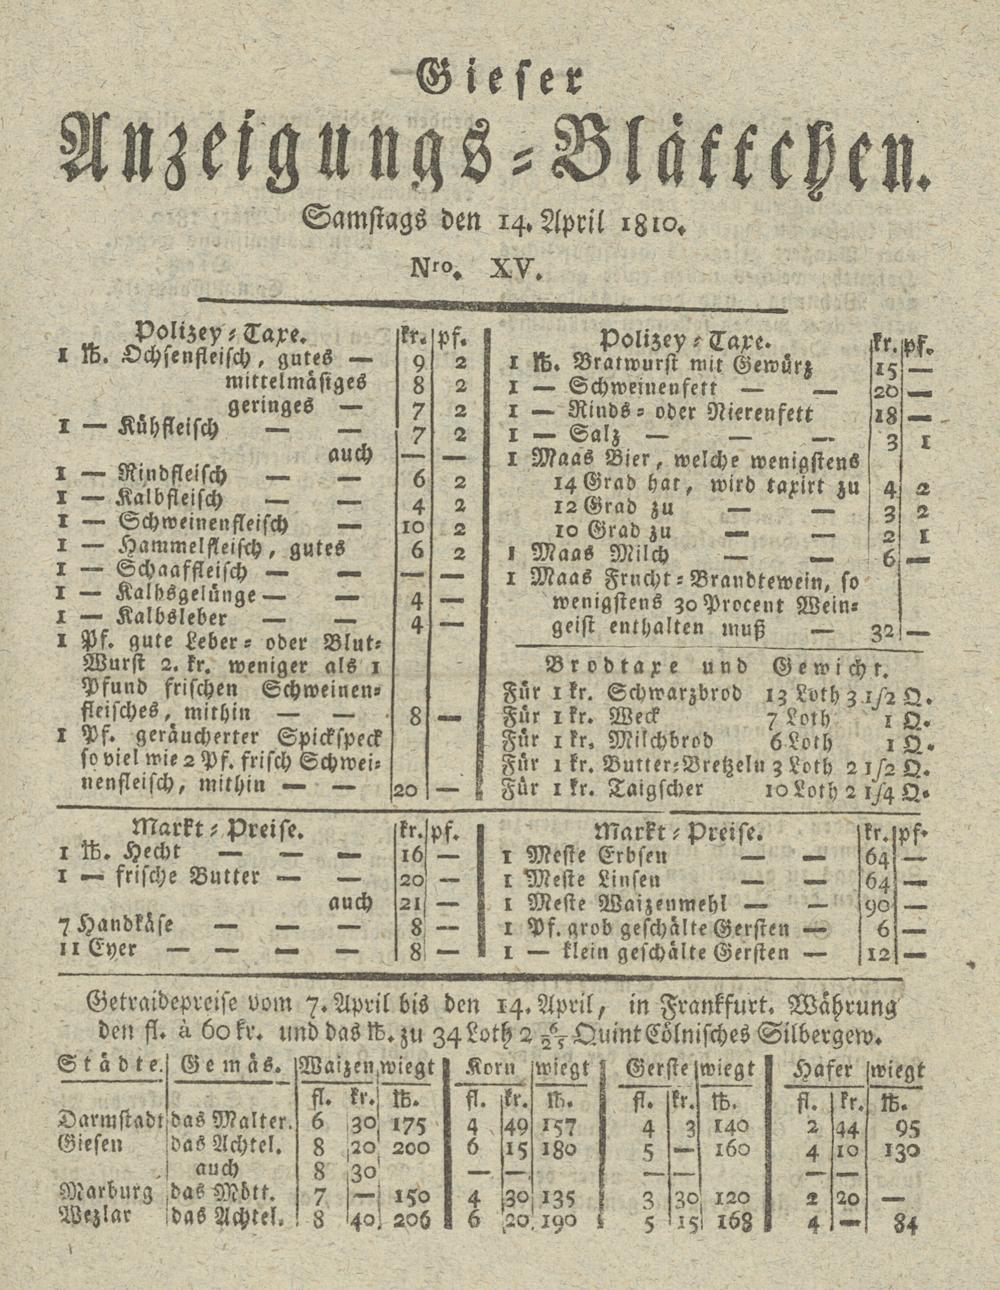 Gieser
Anzeigungs-Blättchen.
Samstags den 14. April 1810.
Nro. XV.
Polizey-Taxe. kr. pf.
1 lb. Ochsenfleisch, gutes — 9 2
mittelmäsiges 8 2
geringes — 7 2
1 — Kühfleisch — — 7 2
auch — —
1 — Rindfleisch — — 6 2
1 — Kalbfleisch — — 4 2
1 — Schweinenfleisch — 10 2
1 — Hammelfleisch, gutes 6 2
1 — Schaaffleisch — — — —
1 — Kalbsgelünge — — 4 —
1 — Kalbsleber — — 4 —
1 Pf. gute Leber- oder Blut-
Wurst 2. kr. weniger als 1
Pfund frischen Schweinen-
fleisches, mithin — — 8 —
1 Pf. geräucherter Spickspeck
so viel wie 2 Pf. frisch Schwei-
nenfleisch, mithin — — 20 —
Polizey-Taxe. kr. pf.
1 lb. Bratwurst mit Gewürz 15 —
1 — Schweinenfett — — 20 —
1 — Rinds- oder Nierenfett 18 —
1 — Salz — — — 3 1
1 Maas Bier, welche wenigstens
14 Grad hat, wird taxirt zu 4 2
12 Grad zu — — 3 2
10 Grad zu — — 2 1
1 Maas Milch — — 6 —
1 Maas Frucht-Brandtewein, so
wenigstens 30 Procent Wein-
geist enthalten muß — 32 —
Brodtaxe und Gewicht.
Für 1 kr. Schwarzbrod 13 Loth 3 1/2 Q.
Für 1 kr. Weck 7 Loth 1 Q.
Für 1 kr. Milchbrod 6 Loth 1 Q.
Für 1 kr. Butter-Bretzeln 3 Loth 2 1/2 Q.
Für 1 kr. Taigscher 10 Loth 2 1/4 Q.
Markt-Preise. kr. pf.
1 lb. Hecht — — — 16 —
1 — frische Butter — — — 20 —
auch 21 —
7 Handkäse — — — 8 —
11 Eyer — — — — 8 —
Markt-Preise. kr. pf.
1 Meste Erbsen — — 64 —
1 Meste Linsen — — 64 —
1 Meste Waizenmehl — — 90 —
1 Pf. grob geschälte Gersten — 6 —
1 — klein geschälte Gersten — 12 —
Getraidepreise vom 7. April bis den 14. April, in Frankfurt. Währung
den fl. à 60 kr. und das lb. zu 34 Loth 2 6/25 Quint Cölnisches Silbergew.
Städte. Gemäs. Waizen wiegt Korn wiegt Gerste wiegt Hafer wiegt
fl. kr. lb. fl. kr. lb. fl. kr. lb. fl. kr. lb.
Darmstadt das Malter. 6 30 175 4 49 157 4 3 140 2 44 95
Giesen das Achtel. 8 20 200 6 15 180 5 — 160 4 10 130
auch 8 30 — — — — — —
Marburg das Mött. 7 — 150 4 30 135 3 30 120 2 20 —
Wezlar das Achtel. 8 40 206 6 20 190 5 15 168 4 — 84